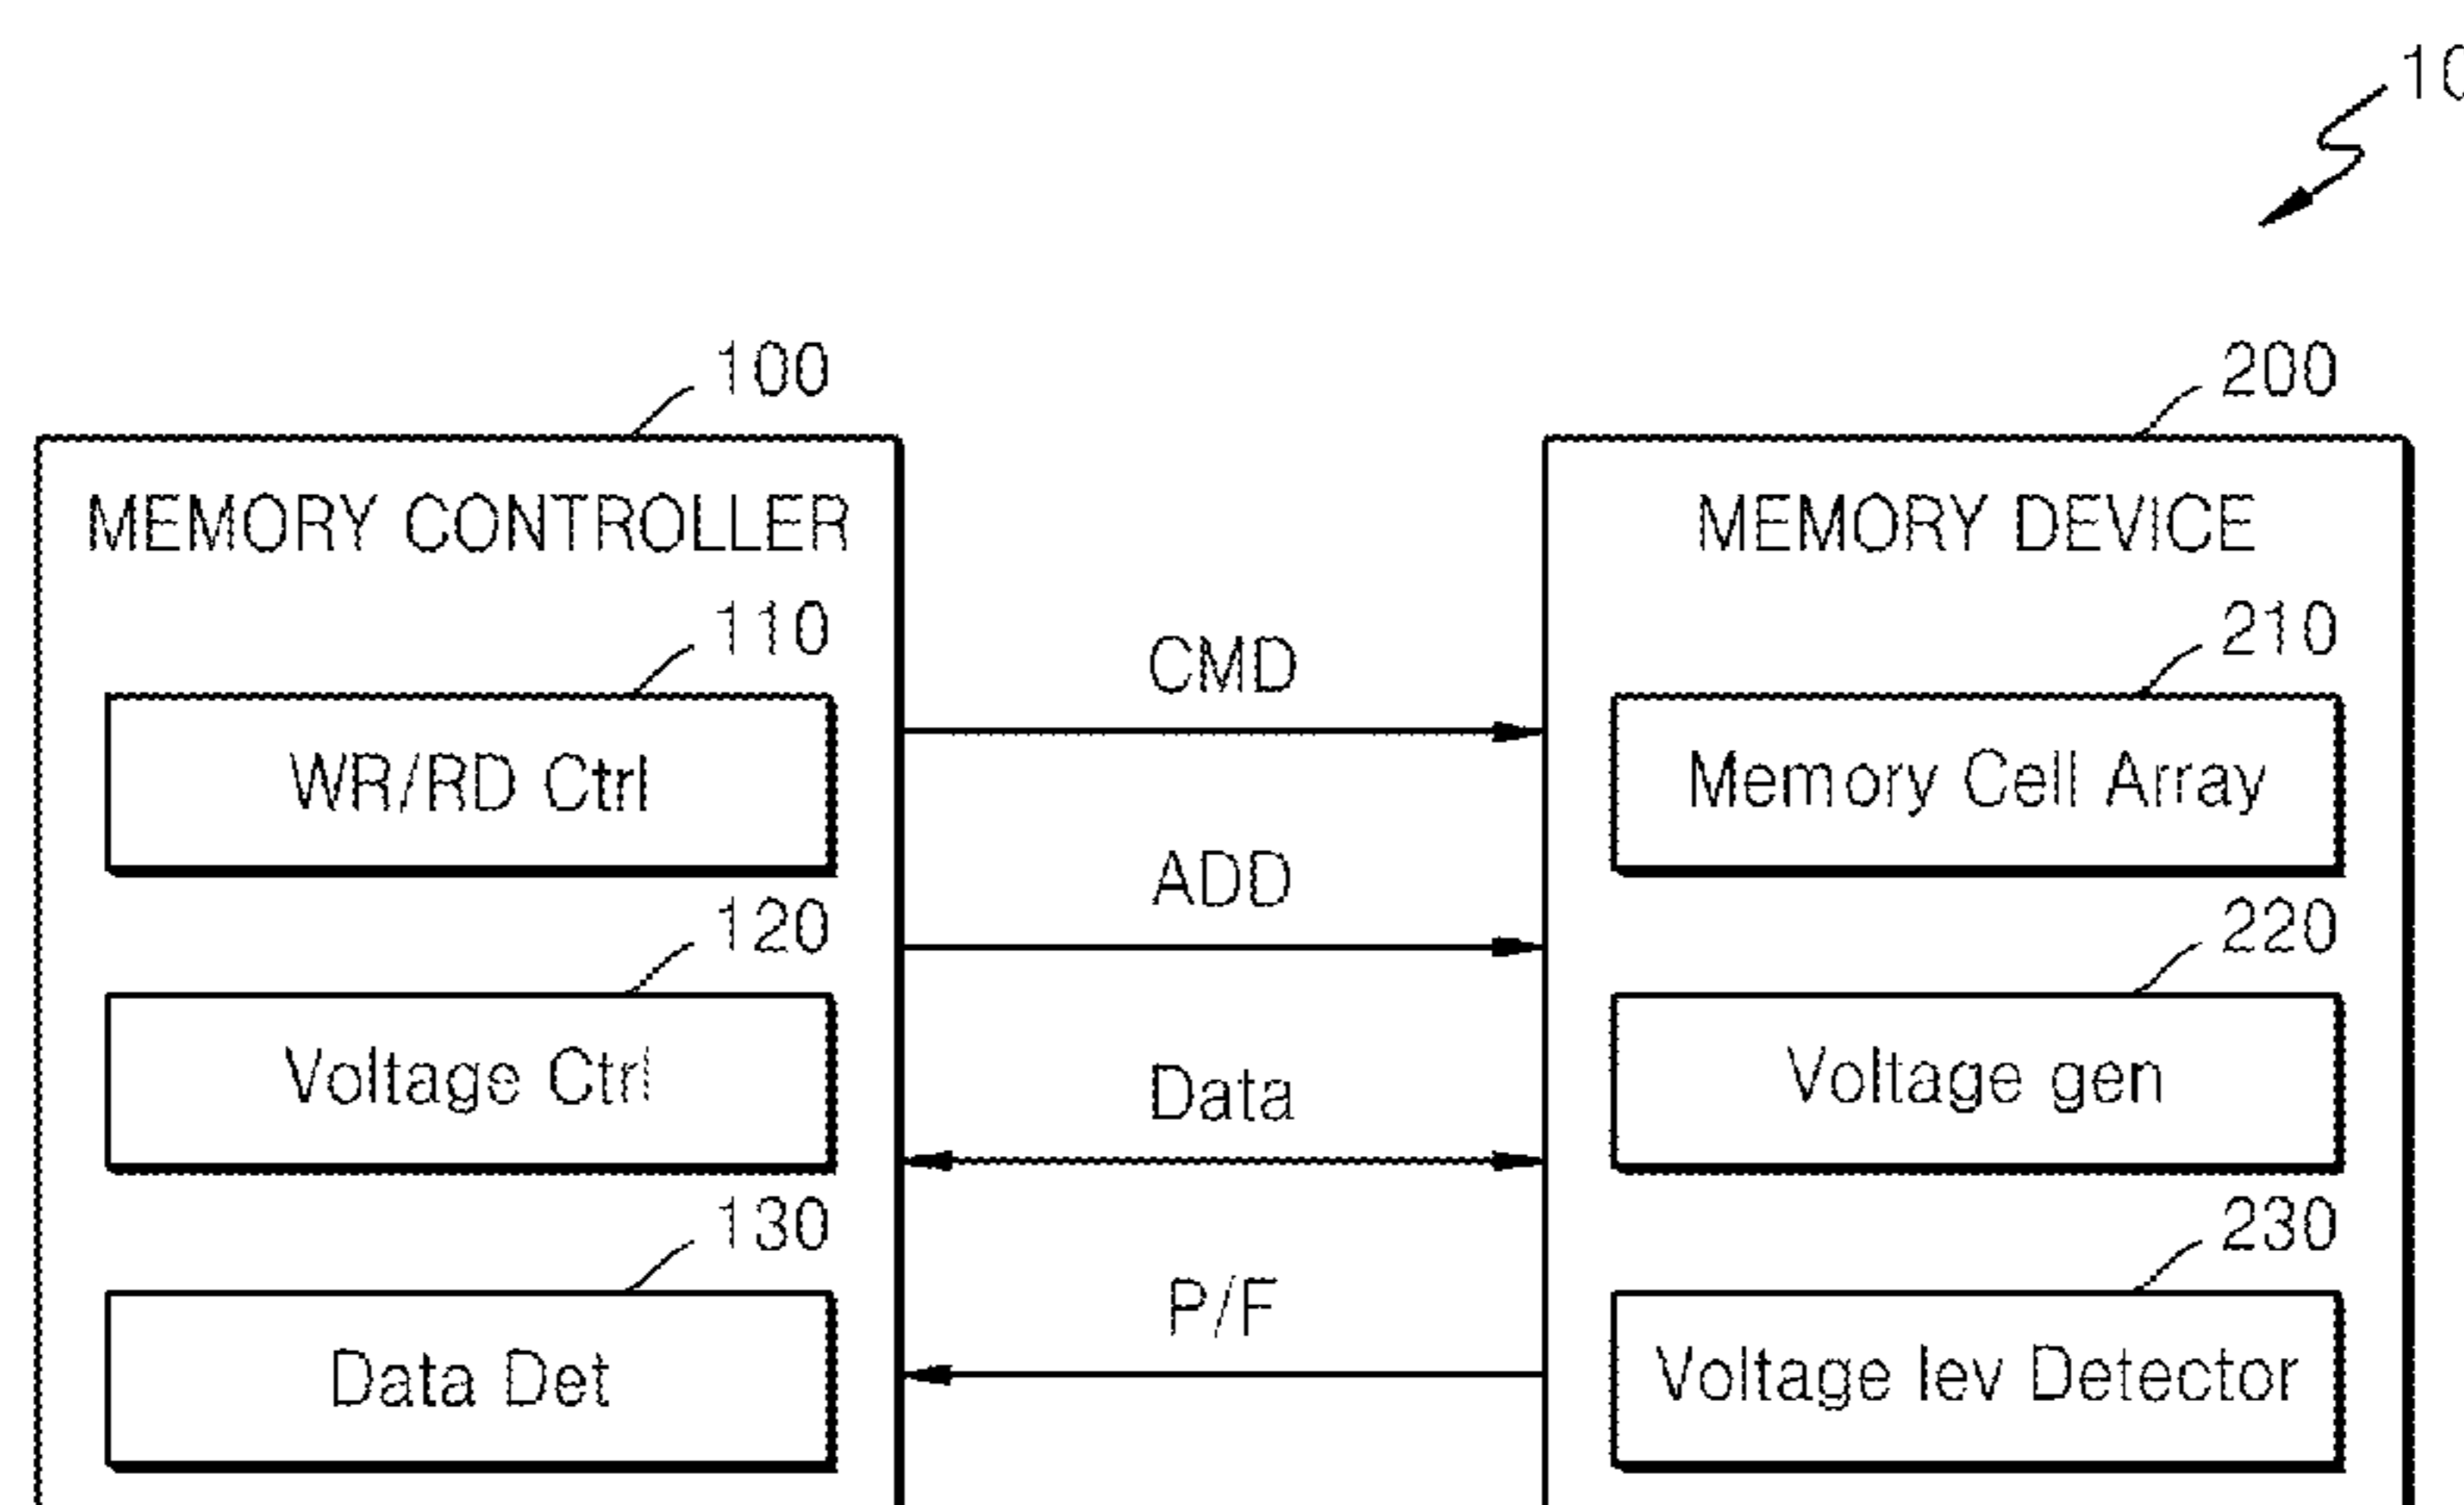 10
100
200
MEMORY CONTROLLER
MEMORY DEVICE
110
210
CMD
WR/RD Ctrl
Memory Cell Array
ADD
120
220
Voltage Ctrl
Voltage gen
Data
130
230
P/F
Data Det
Voltage lev Detector